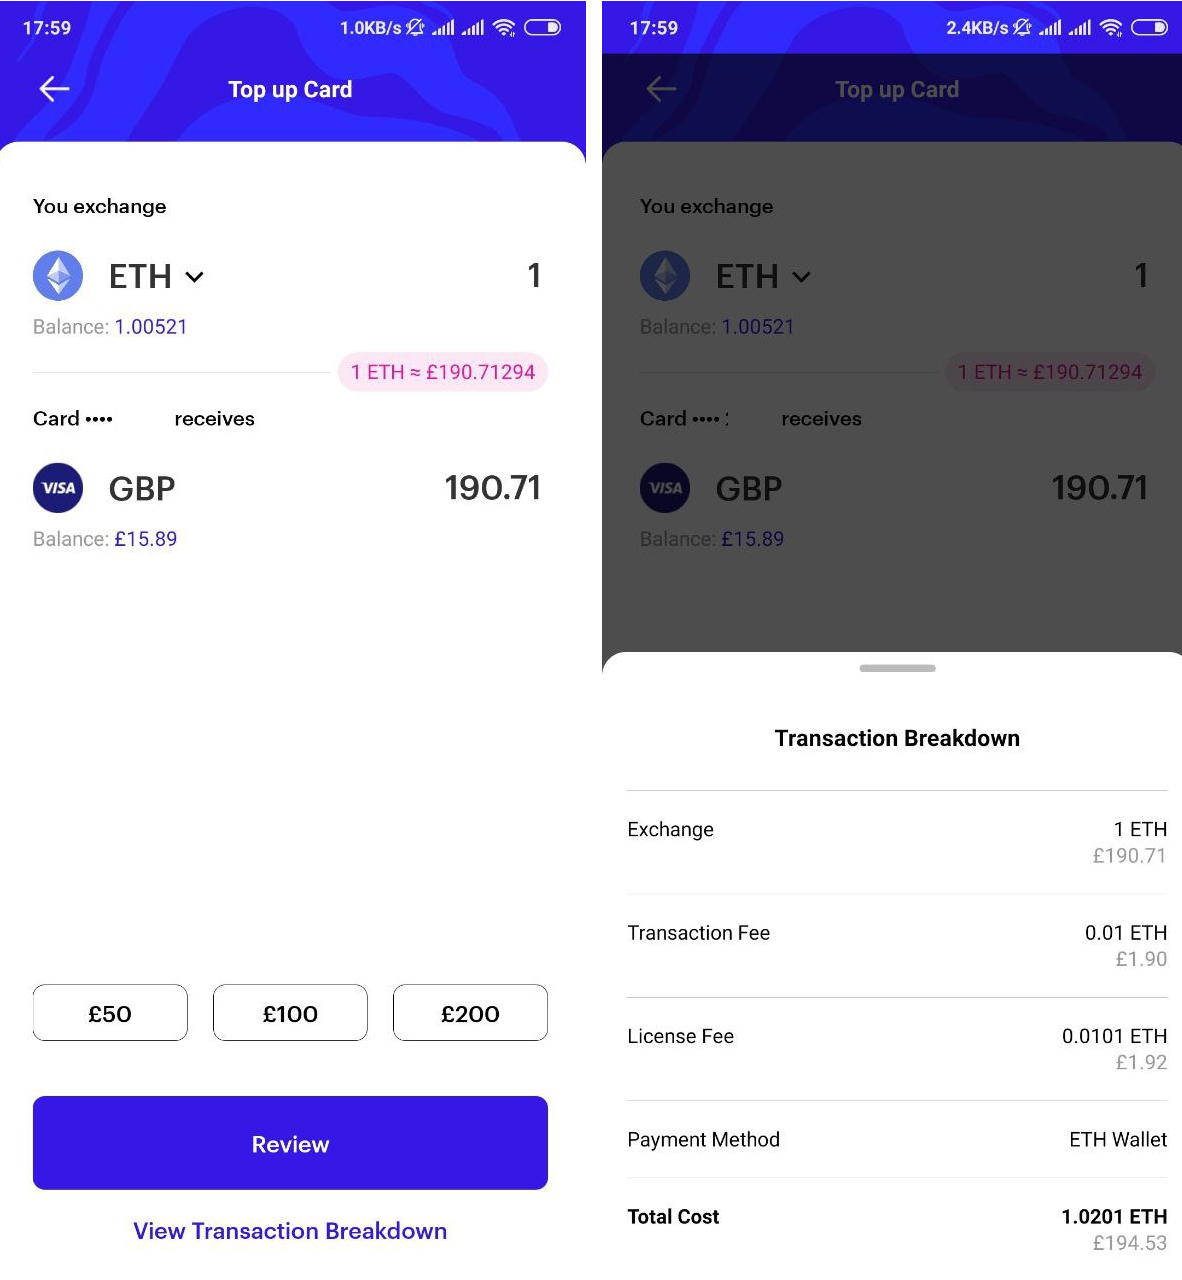 17:59 1.0KB/s
Top up Card
You exchange
ETH 1
Balance: 1.00521
1 ETH ≈ £190.71294
Card •••• receives
VISA GBP 190.71
Balance: £15.89
£50 £100 £200
Review
View Transaction Breakdown
17:59 2.4KB/s
Top up Card
You exchange
ETH 1
Balance: 1.00521
1 ETH ≈ £190.71294
Card •••• receives
VISA GBP 190.71
Balance: £15.89
Transaction Breakdown
Exchange 1 ETH
£190.71
Transaction Fee 0.01 ETH
£1.90
License Fee 0.0101 ETH
£1.92
Payment Method ETH Wallet
Total Cost 1.0201 ETH
£194.53